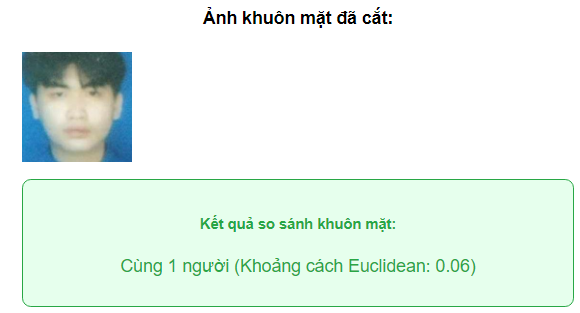 Ảnh khuôn mặt đã cắt:
Kết quả so sánh khuôn mặt:
Cùng 1 người (Khoảng cách Euclidean: 0.06)